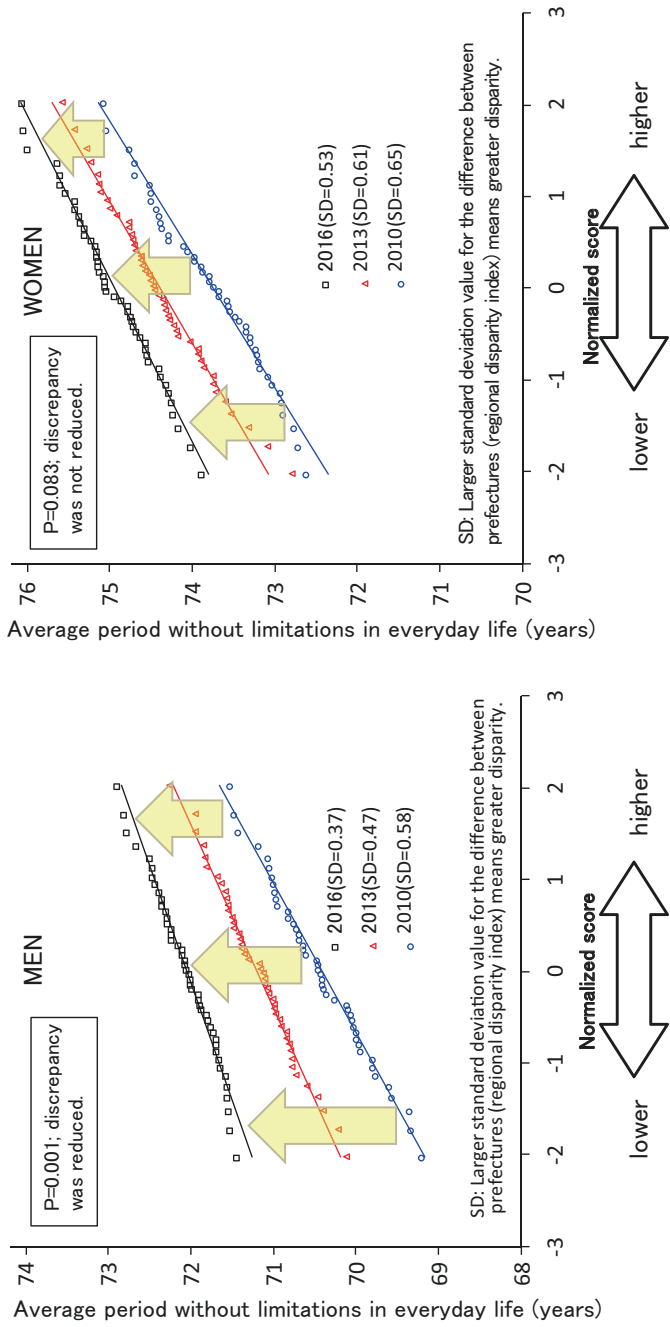 MEN
P=0.001; discrepancy
was reduced.
Average period without limitations in everyday life (years)
74
73
72
71
70
69
68
□ 2016(SD=0.37)
△ 2013(SD=0.47)
○ 2010(SD=0.58)
SD: Larger standard deviation value for the difference between
prefectures (regional disparity index) means greater disparity.
-3
-2
-1
0
1
2
3
Normalized score
lower
higher
WOMEN
P=0.083; discrepancy
was not reduced.
Average period without limitations in everyday life (years)
76
75
74
73
72
71
70
□ 2016(SD=0.53)
△ 2013(SD=0.61)
○ 2010(SD=0.65)
SD: Larger standard deviation value for the difference between
prefectures (regional disparity index) means greater disparity.
-3
-2
-1
0
1
2
3
Normalized score
lower
higher